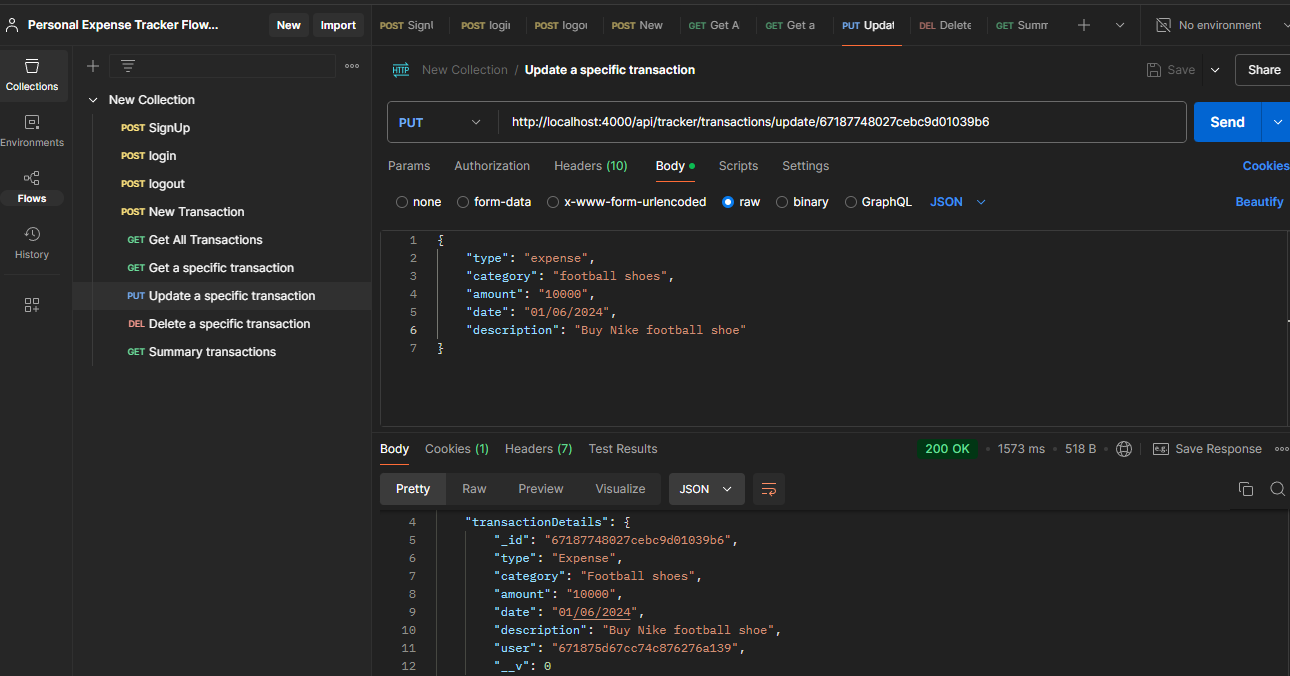 Personal Expense Tracker Flow... New Import
POST SignU POST login POST logou POST New POST GET Get A GET Get a PUT Updat DEL Delete GET Summ No environment
Collections
Environments
Flows
History
New Collection
POST SignUp
POST login
POST logout
POST New Transaction
GET Get All Transactions
GET Get a specific transaction
PUT Update a specific transaction
DEL Delete a specific transaction
GET Summary transactions
HTTP New Collection / Update a specific transaction Save Share
PUT http://localhost:4000/api/tracker/transactions/update/67187748027cebc9d01039b6 Send
Params Authorization Headers (10) Body Scripts Settings Cookies
none form-data x-www-form-urlencoded raw binary GraphQL JSON Beautify
1 {
2 "type": "expense",
3 "category": "football shoes",
4 "amount": "10000",
5 "date": "01/06/2024",
6 "description": "Buy Nike football shoe"
7 }
Body Cookies (1) Headers (7) Test Results 200 OK 1573 ms 518 B e.g. Save Response
Pretty Raw Preview Visualize JSON
4 "transactionDetails": {
5 "_id": "67187748027cebc9d01039b6",
6 "type": "Expense",
7 "category": "Football shoes",
8 "amount": "10000",
9 "date": "01/06/2024",
10 "description": "Buy Nike football shoe",
11 "user": "671875d67cc74c876276a139",
12 "__v": 0